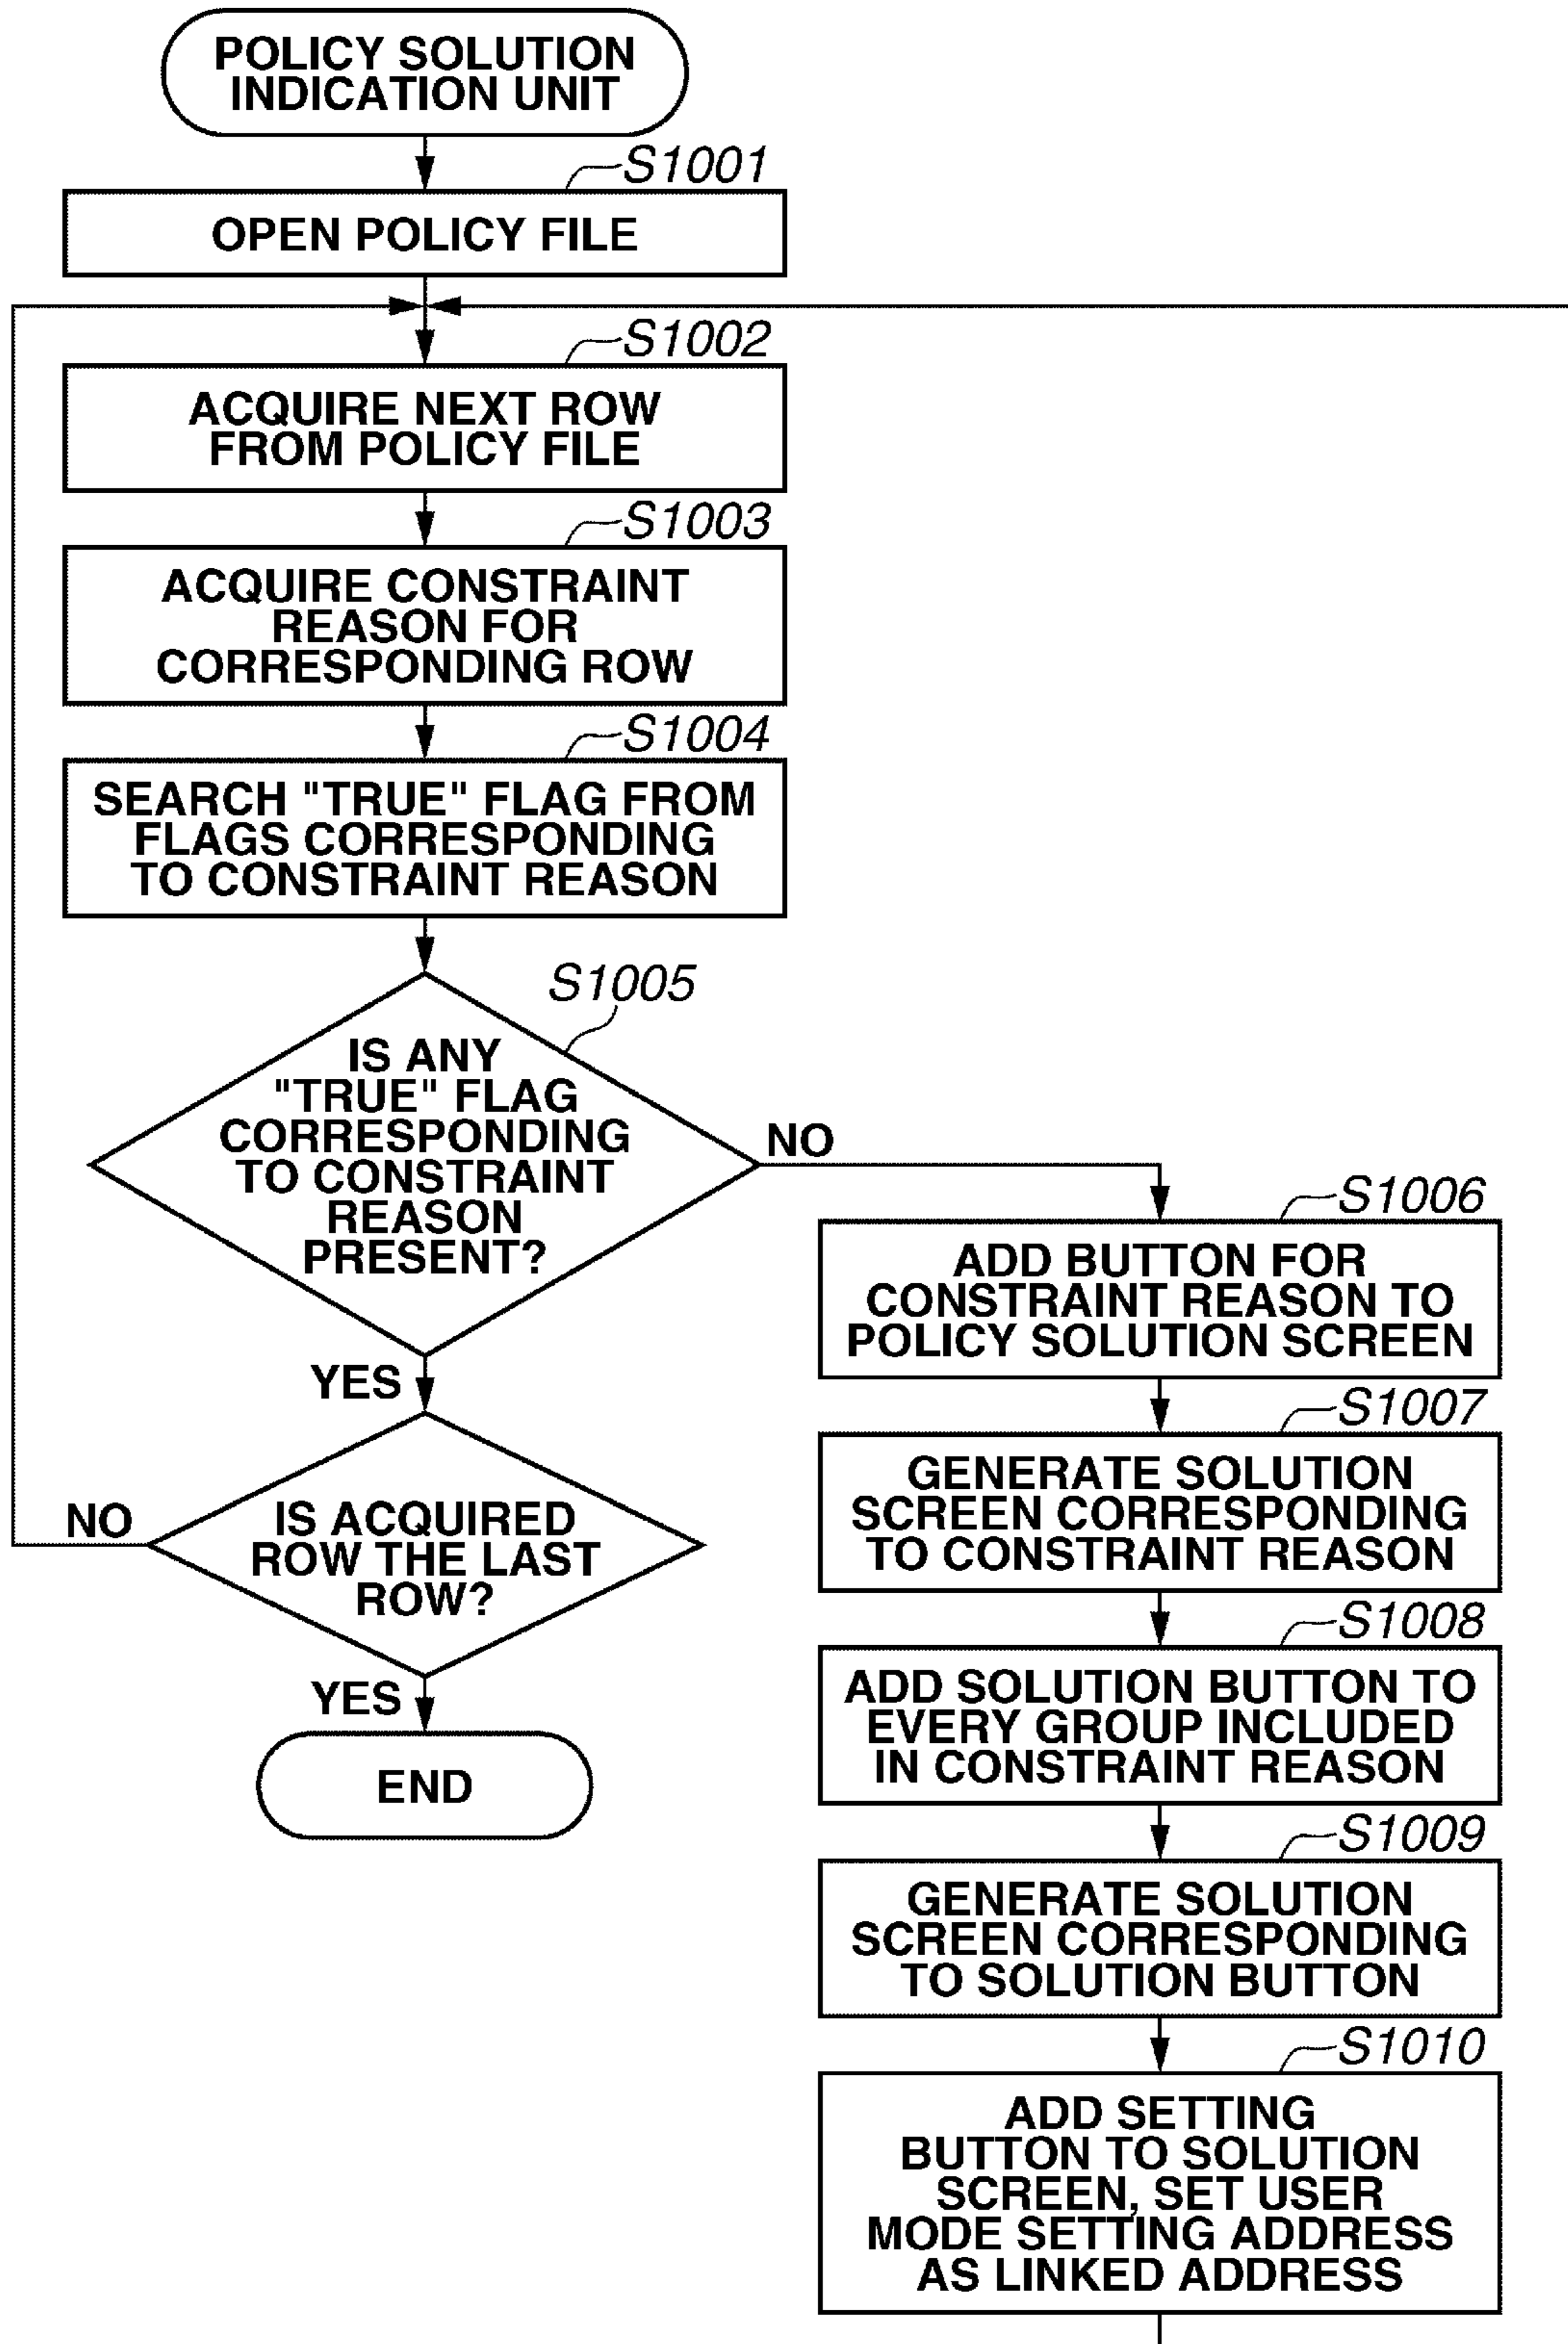 POLICY SOLUTION
INDICATION UNIT
S1001
OPEN POLICY FILE
S1002
ACQUIRE NEXT ROW
FROM POLICY FILE
S1003
ACQUIRE CONSTRAINT
REASON FOR
CORRESPONDING ROW
S1004
SEARCH "TRUE" FLAG FROM
FLAGS CORRESPONDING
TO CONSTRAINT REASON
S1005
IS ANY
"TRUE" FLAG
CORRESPONDING
TO CONSTRAINT
REASON
PRESENT?
NO
YES
IS ACQUIRED
ROW THE LAST
ROW?
NO
YES
END
S1006
ADD BUTTON FOR
CONSTRAINT REASON TO
POLICY SOLUTION SCREEN
S1007
GENERATE SOLUTION
SCREEN CORRESPONDING
TO CONSTRAINT REASON
S1008
ADD SOLUTION BUTTON TO
EVERY GROUP INCLUDED
IN CONSTRAINT REASON
S1009
GENERATE SOLUTION
SCREEN CORRESPONDING
TO SOLUTION BUTTON
S1010
ADD SETTING
BUTTON TO SOLUTION
SCREEN, SET USER
MODE SETTING ADDRESS
AS LINKED ADDRESS